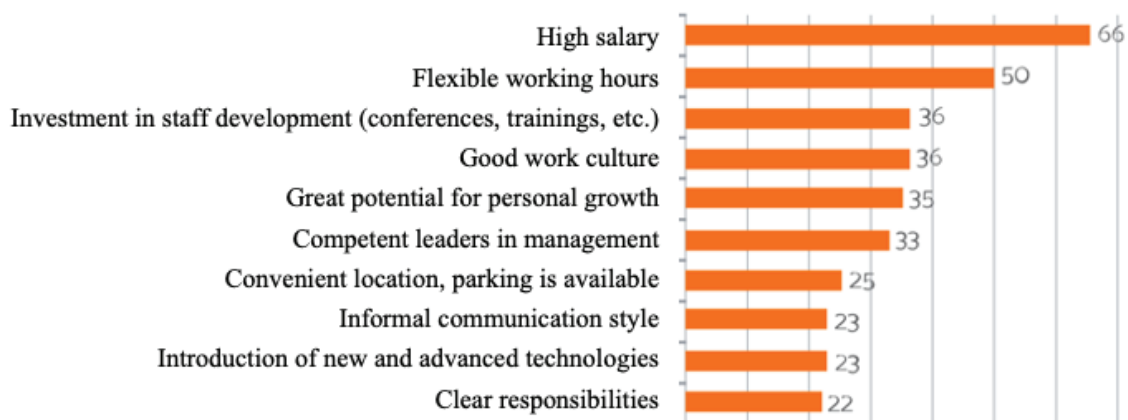 High salary 66
Flexible working hours 50
Investment in staff development (conferences, trainings, etc.) 36
Good work culture 36
Great potential for personal growth 35
Competent leaders in management 33
Convenient location, parking is available 25
Informal communication style 23
Introduction of new and advanced technologies 23
Clear responsibilities 22